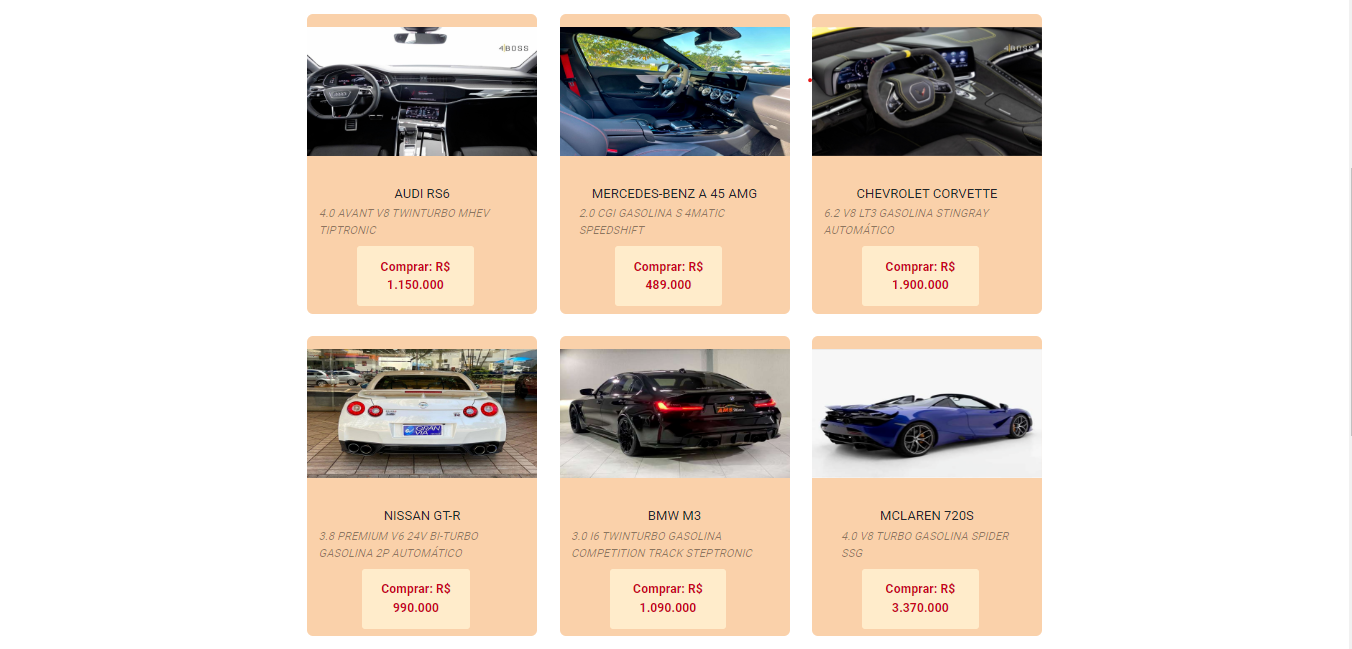 4BOSS
4BOSS
AUDI RS6
4.0 AVANT V8 TWINTURBO MHEV
TIPTRONIC
Comprar: R$
1.150.000
MERCEDES-BENZ A 45 AMG
2.0 CGI GASOLINA S 4MATIC
SPEEDSHIFT
Comprar: R$
489.000
CHEVROLET CORVETTE
6.2 V8 LT3 GASOLINA STINGRAY
AUTOMÁTICO
Comprar: R$
1.900.000
GRAN
VIA
NISSAN GT-R
3.8 PREMIUM V6 24V BI-TURBO
GASOLINA 2P AUTOMÁTICO
Comprar: R$
990.000
BMW M3
3.0 I6 TWINTURBO GASOLINA
COMPETITION TRACK STEPTRONIC
Comprar: R$
1.090.000
MCLAREN 720S
4.0 V8 TURBO GASOLINA SPIDER
SSG
Comprar: R$
3.370.000